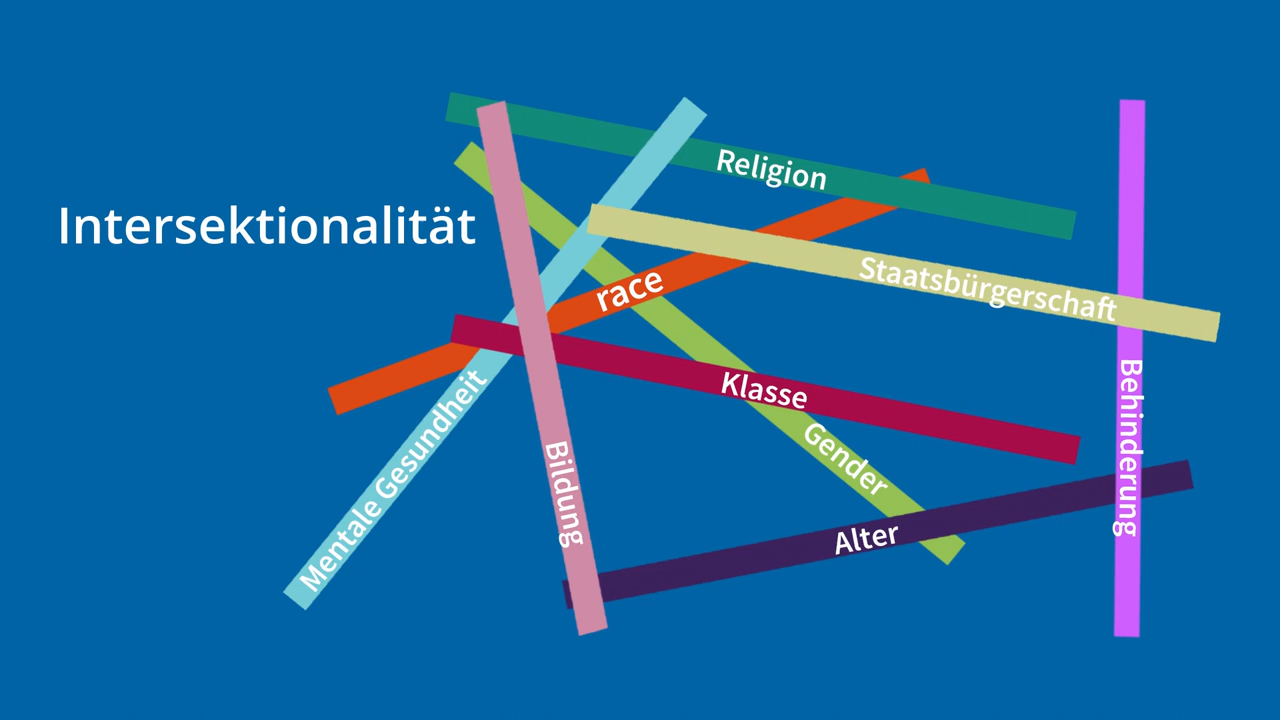 Intersektionalität
Religion
race
Staatsbürgerschaft
Klasse
Gender
Mentale Gesundheit
Bildung
Alter
Behinderung